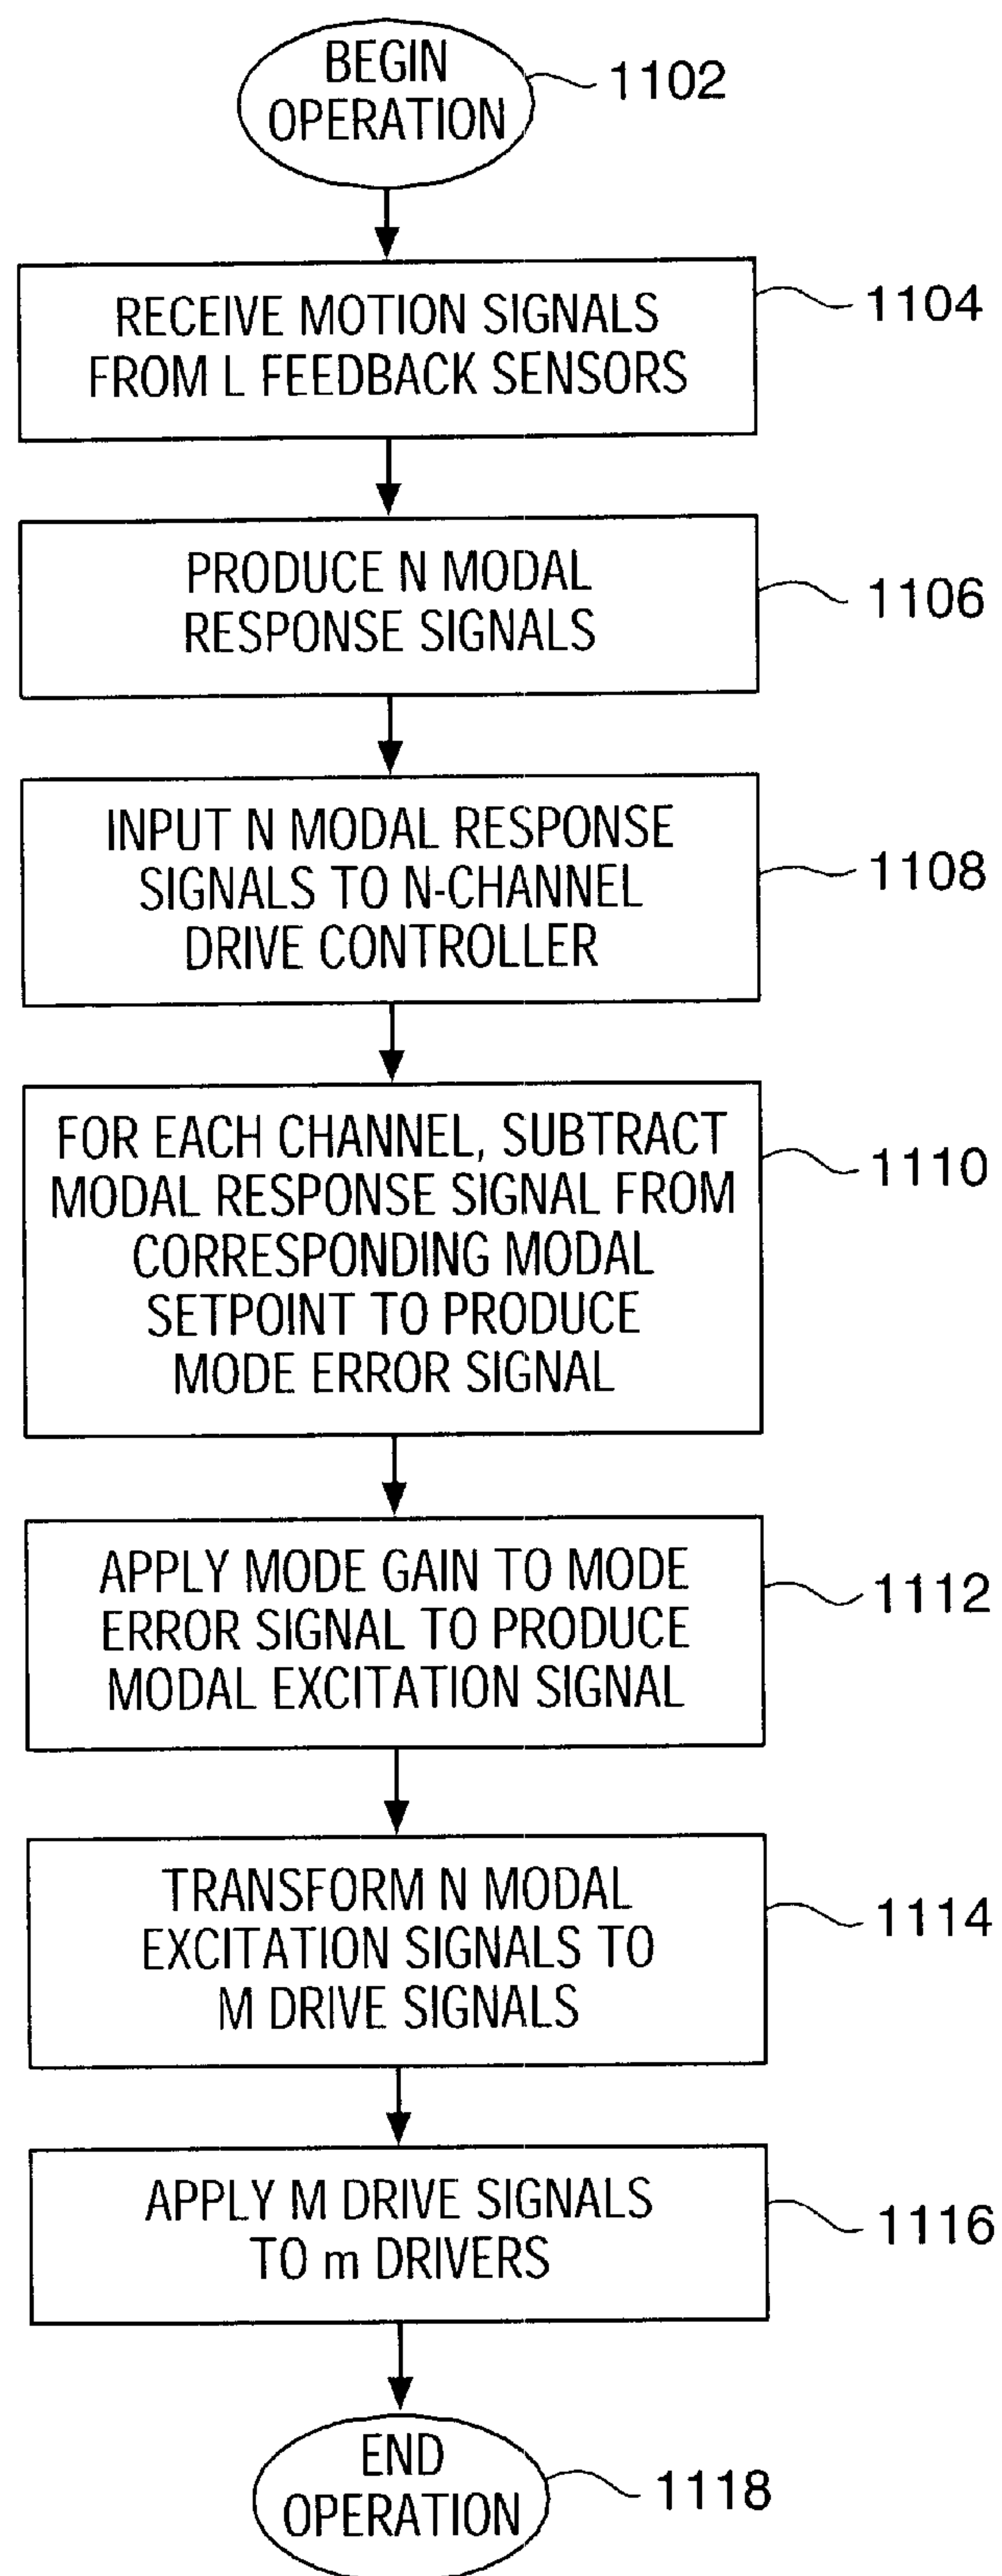 BEGIN
OPERATION
1102
RECEIVE MOTION SIGNALS
FROM L FEEDBACK SENSORS
1104
PRODUCE N MODAL
RESPONSE SIGNALS
1106
INPUT N MODAL RESPONSE
SIGNALS TO N-CHANNEL
DRIVE CONTROLLER
1108
FOR EACH CHANNEL, SUBTRACT
MODAL RESPONSE SIGNAL FROM
CORRESPONDING MODAL
SETPOINT TO PRODUCE
MODE ERROR SIGNAL
1110
APPLY MODE GAIN TO MODE
ERROR SIGNAL TO PRODUCE
MODAL EXCITATION SIGNAL
1112
TRANSFORM N MODAL
EXCITATION SIGNALS TO
M DRIVE SIGNALS
1114
APPLY M DRIVE SIGNALS
TO m DRIVERS
1116
END
OPERATION
1118